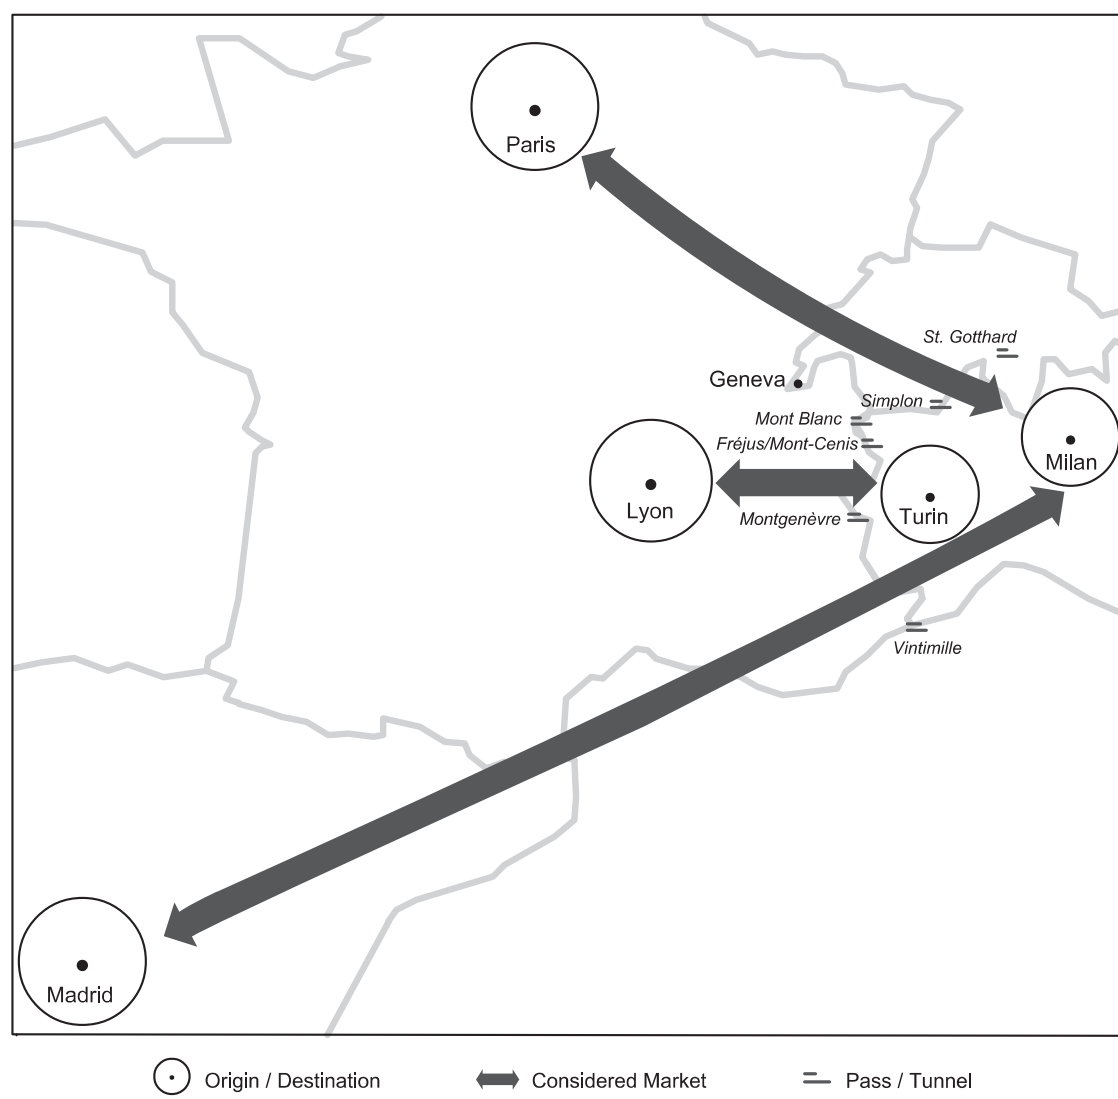 Paris
St. Gotthard
Geneva
Simplon
Mont Blanc
Fréjus/Mont-Cenis
Milan
Lyon
Turin
Montgenèvre
Vintimille
Madrid
Origin / Destination
Considered Market
Pass / Tunnel